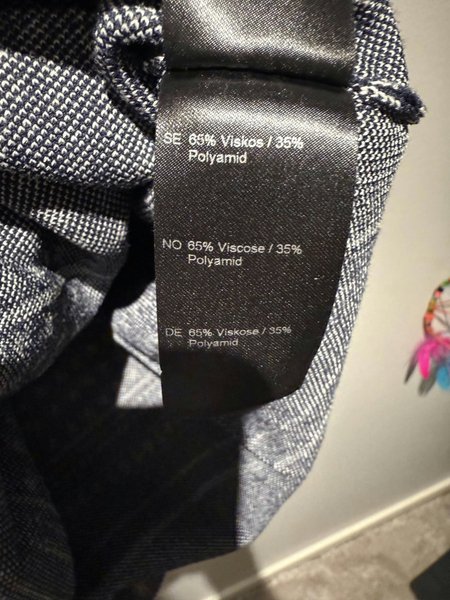 SE 65% Viskos / 35%
Polyamid
NO 65% Viscose / 35%
Polyamid
DE 65% Viskose / 35%
Polyamid